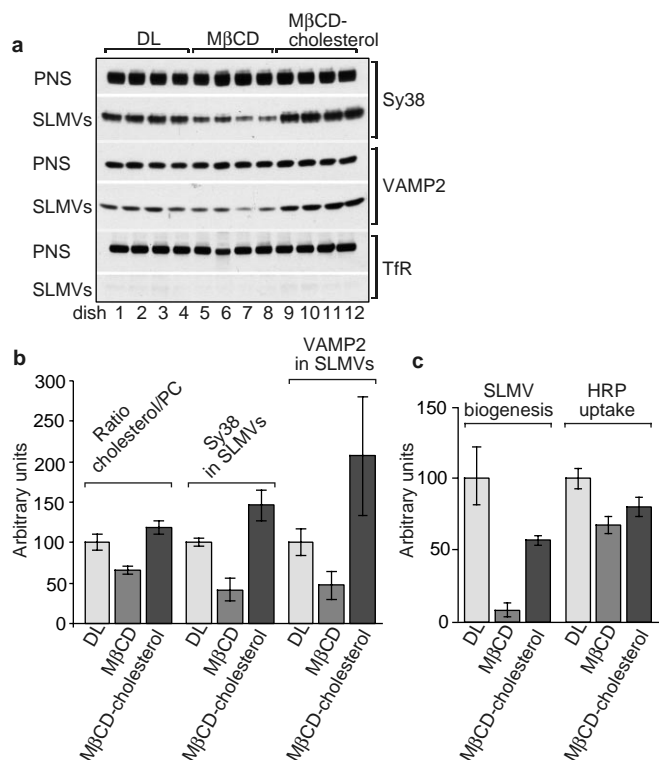 a
DL MβCD MβCD-
cholesterol
PNS
SLMVs
Sy38
PNS
SLMVs
VAMP2
PNS
SLMVs
TfR
dish 1 2 3 4 5 6 7 8 9 10 11 12
b
VAMP2
in SLMVs
Ratio
cholesterol/PC
Sy38
in SLMVs
Arbitrary units
300
250
200
150
100
50
00
DL
MβCD
MβCD-cholesterol
DL
MβCD
MβCD-cholesterol
DL
MβCD
MβCD-cholesterol
c
SLMV
biogenesis
HRP
uptake
Arbitrary units
150
100
50
0
DL
MβCD
MβCD-cholesterol
DL
MβCD
MβCD-cholesterol